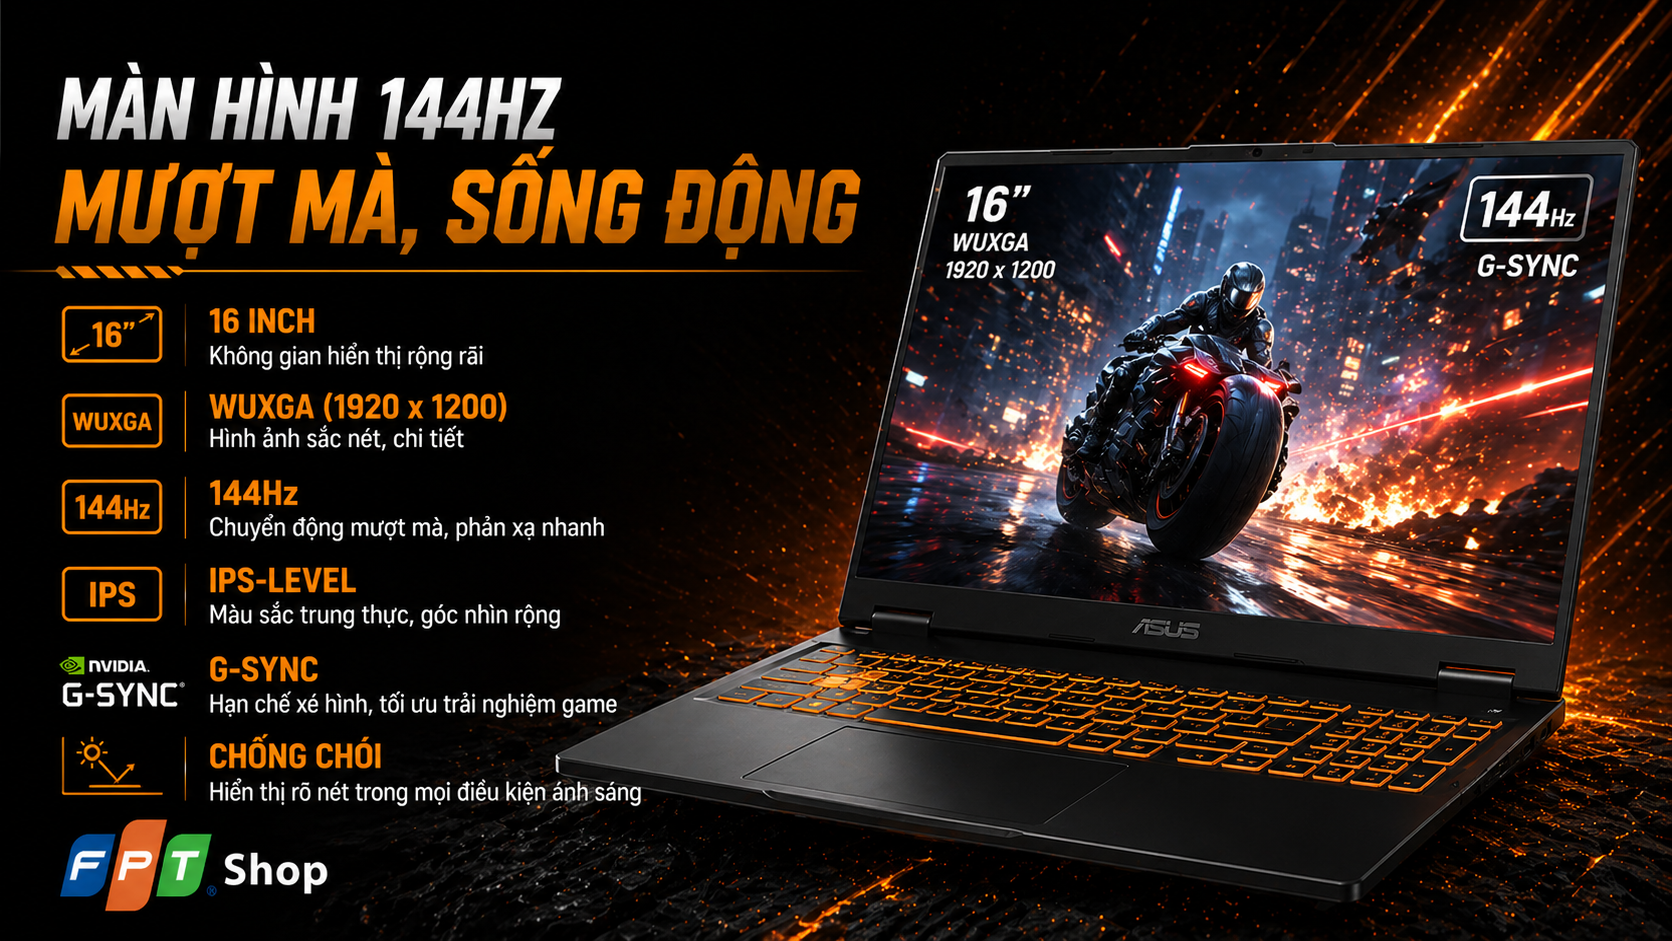 MÀN HÌNH 144HZ
MƯỢT MÀ, SỐNG ĐỘNG
16”
16 INCH
Không gian hiển thị rộng rãi
WUXGA
WUXGA (1920 x 1200)
Hình ảnh sắc nét, chi tiết
144Hz
144Hz
Chuyển động mượt mà, phản xạ nhanh
IPS
IPS-LEVEL
Màu sắc trung thực, góc nhìn rộng
NVIDIA.
G-SYNC
G-SYNC
Hạn chế xé hình, tối ưu trải nghiệm game
CHỐNG CHÓI
Hiển thị rõ nét trong mọi điều kiện ánh sáng
FPT® Shop
16”
WUXGA
1920 x 1200
144Hz
G-SYNC
ASUS